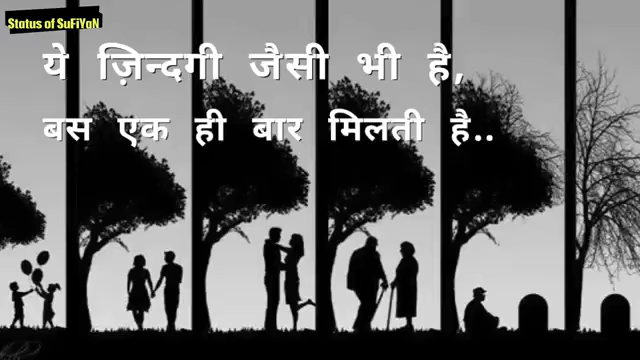 Status of SuFiYaN
ये ज़िन्दगी जैसी भी है,
बस एक ही बार मिलती है..